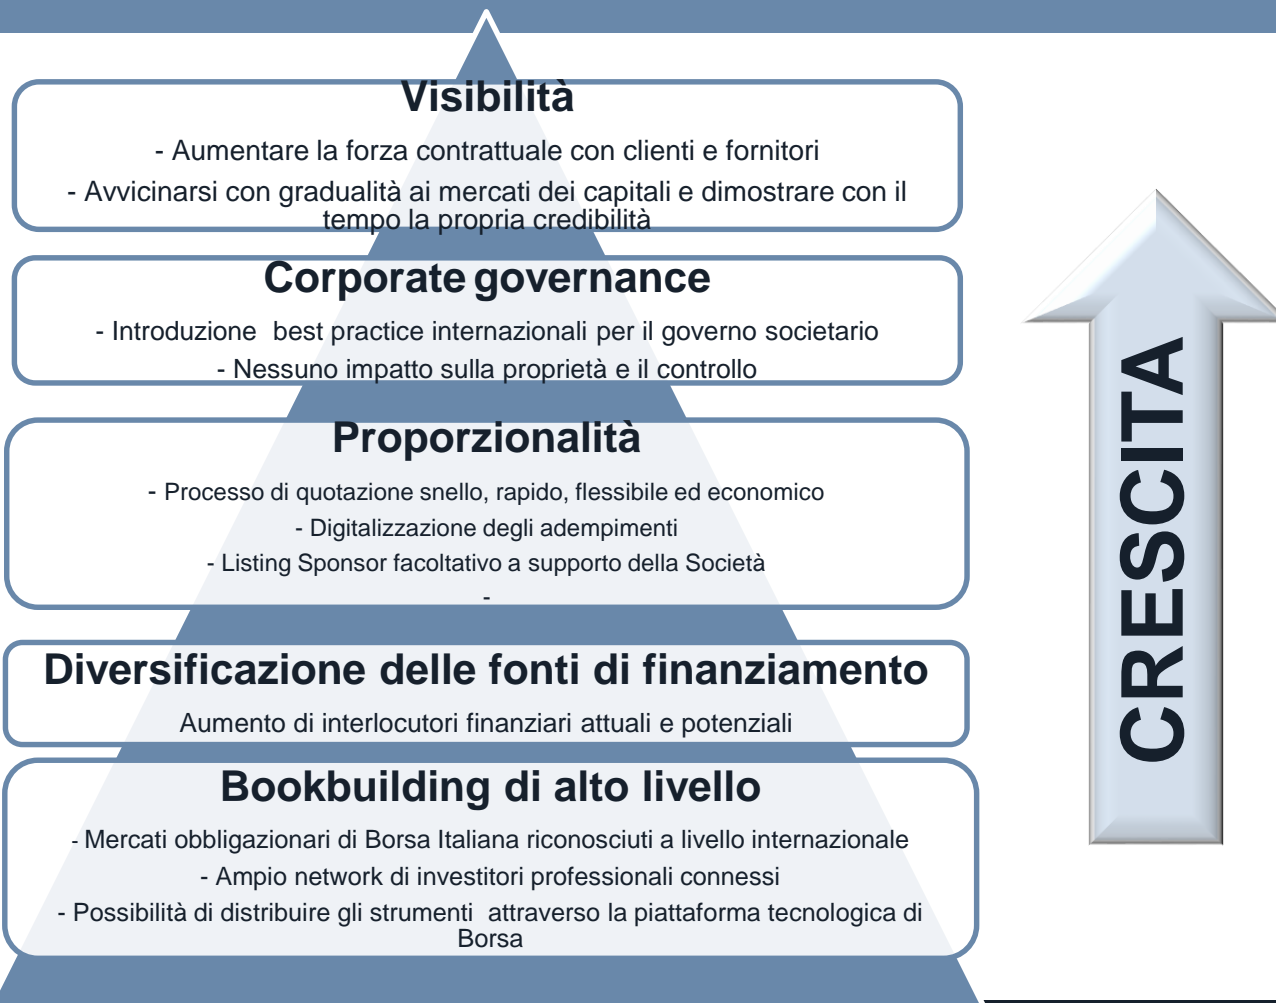 Visibilità
- Aumentare la forza contrattuale con clienti e fornitori
- Avvicinarsi con gradualità ai mercati dei capitali e dimostrare con il
tempo la propria credibilità
Corporate governance
- Introduzione  best practice internazionali per il governo societario
- Nessuno impatto sulla proprietà e il controllo
Proporzionalità
- Processo di quotazione snello, rapido, flessibile ed economico
- Digitalizzazione degli adempimenti
- Listing Sponsor facoltativo a supporto della Società
-
Diversificazione delle fonti di finanziamento
Aumento di interlocutori finanziari attuali e potenziali
Bookbuilding di alto livello
- Mercati obbligazionari di Borsa Italiana riconosciuti a livello internazionale
- Ampio network di investitori professionali connessi
- Possibilità di distribuire gli strumenti  attraverso la piattaforma tecnologica di
Borsa
CRESCITA